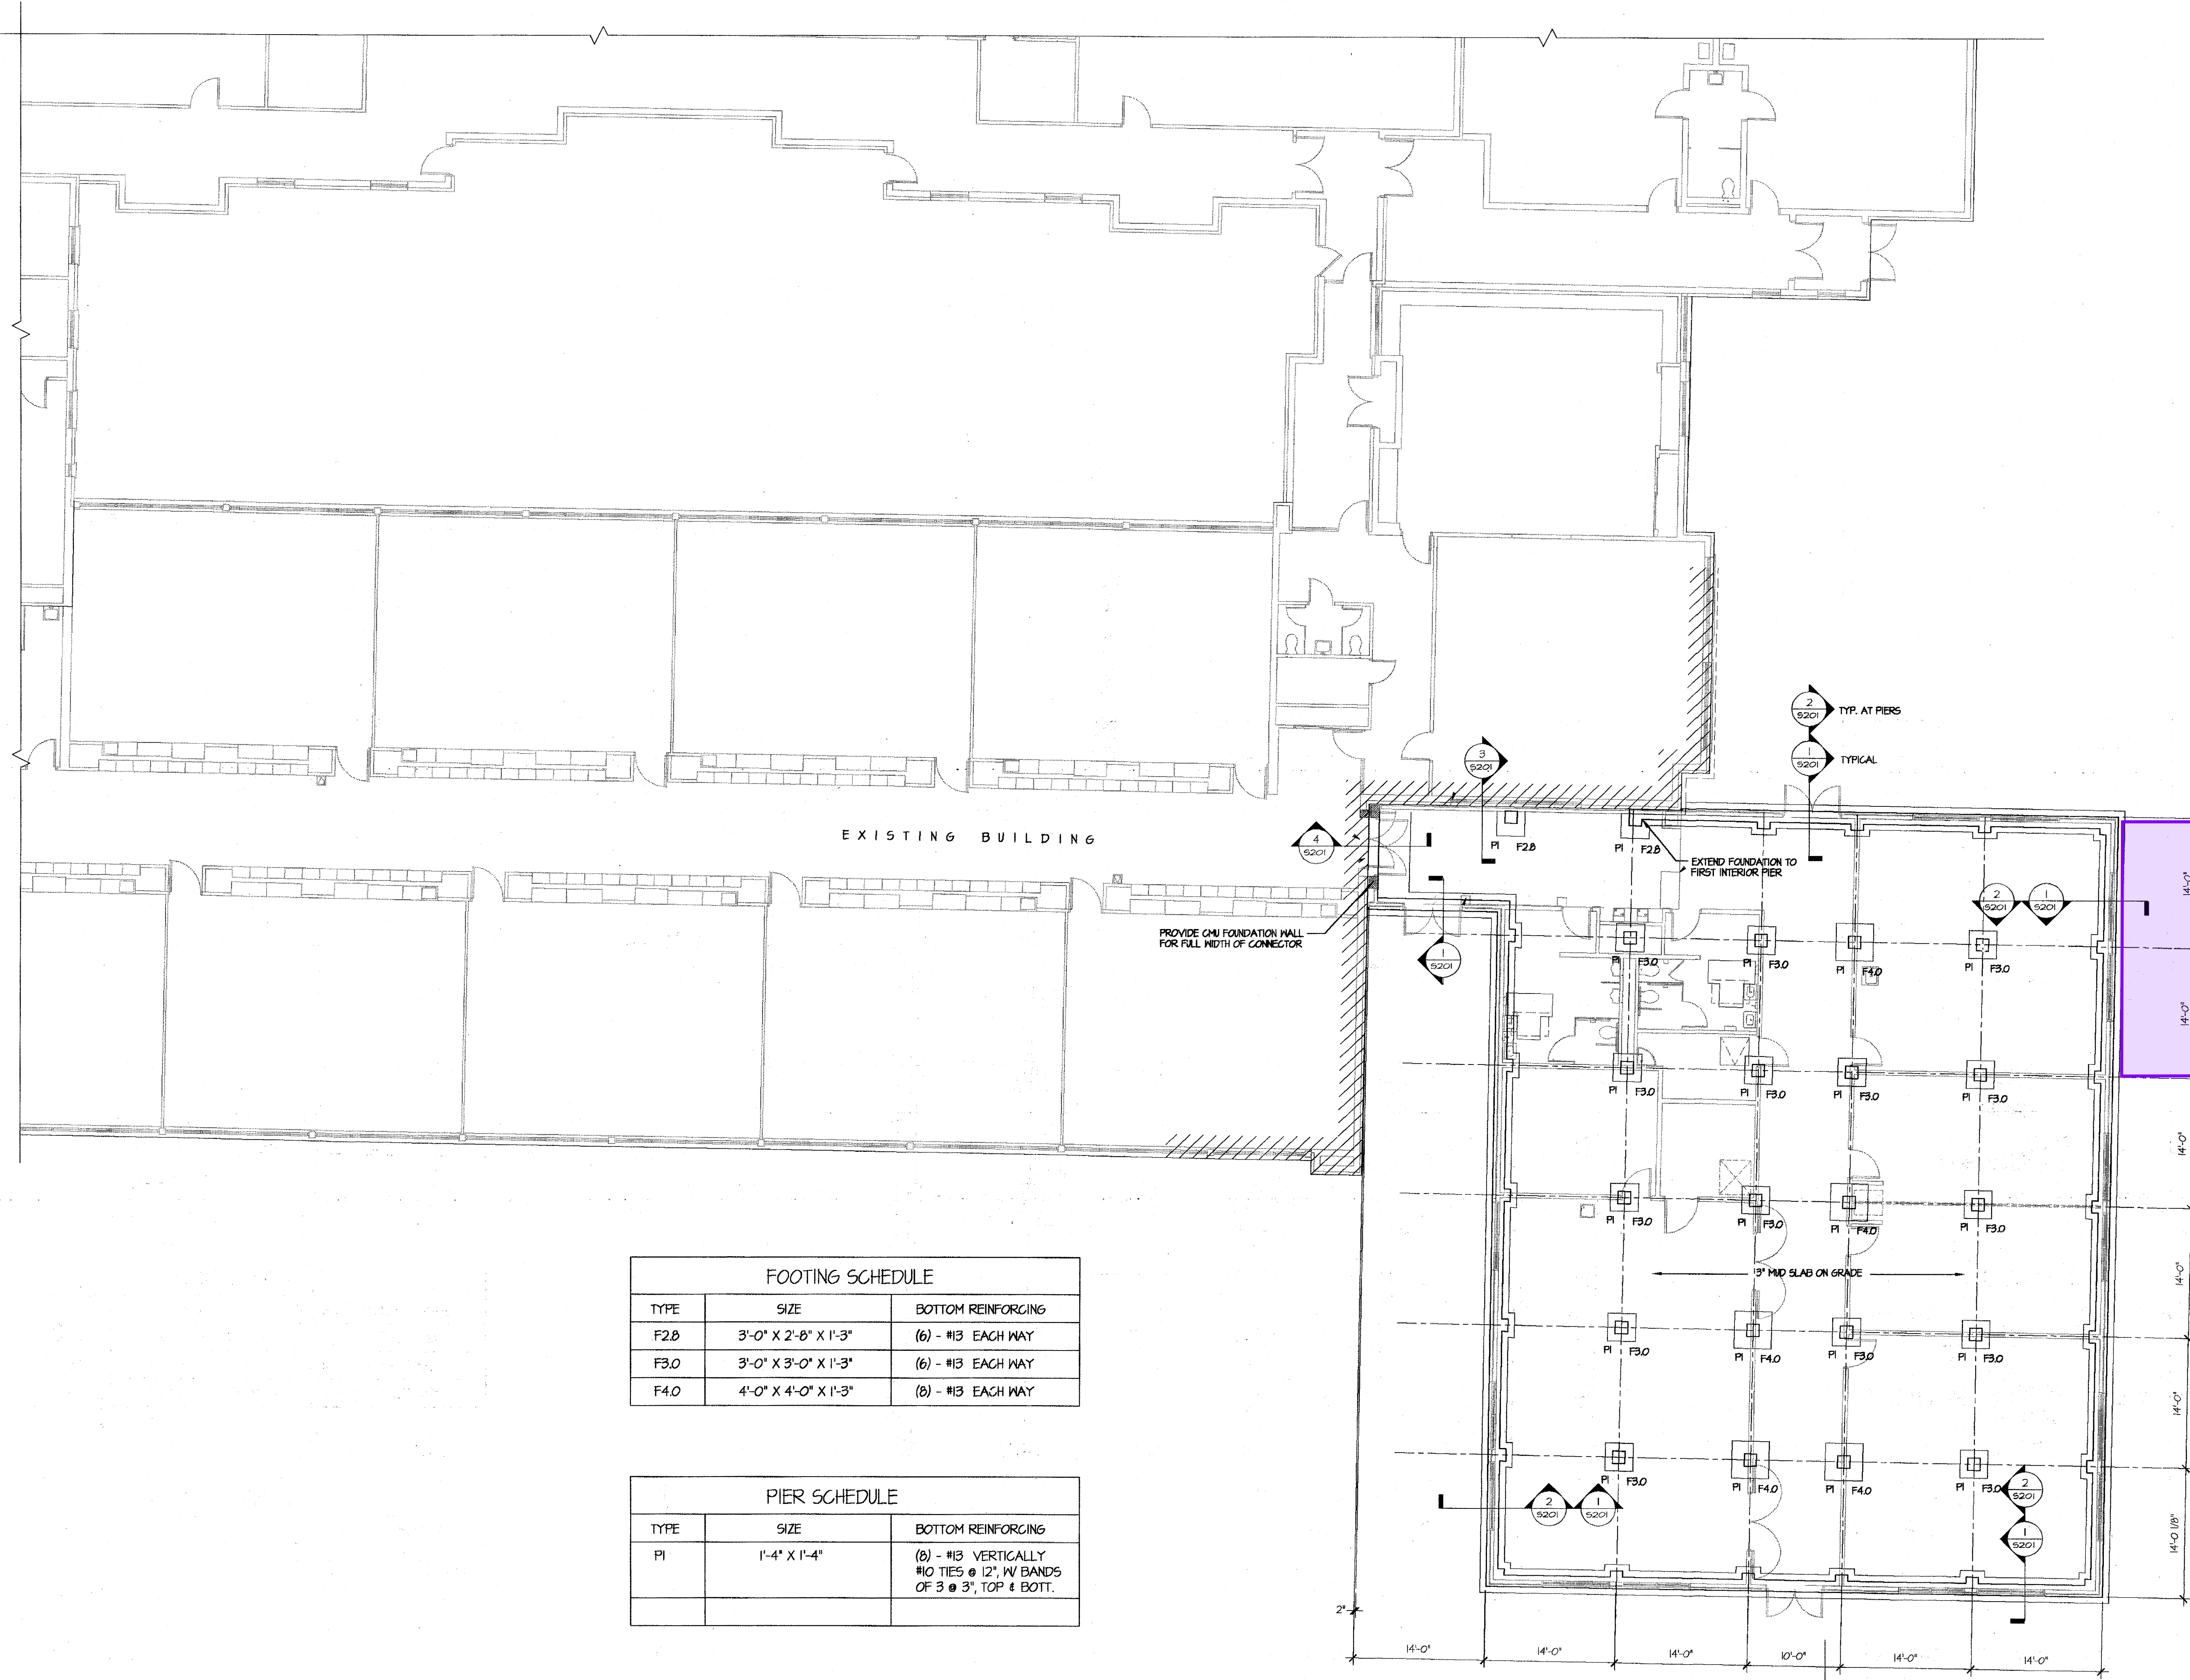 2
S201
TYP. AT PIERS
1
S201
TYPICAL
3
S201
EXISTING BUILDING
4
S201
P1 F2.8
P1 F2.8
EXTEND FOUNDATION TO
FIRST INTERIOR PIER
14'-0"
2
S201
1
S201
PROVIDE CMU FOUNDATION WALL
FOR FULL WIDTH OF CONNECTOR
1
S201
P1 F3.0
P1 F3.0
P1 F4.0
P1 F3.0
14'-0"
P1 F3.0
P1 F3.0
P1 F3.0
P1 F3.0
14'-0"
P1 F3.0
P1 F3.0
P1 F4.0
P1 F3.0
3" MUD SLAB ON GRADE
14'-0"
P1 F3.0
P1 F4.0
P1 F3.0
P1 F3.0
14'-0"
P1 F3.0
P1 F4.0
P1 F4.0
P1 F3.0
2
S201
1
S201
2
S201
1
S201
14'-0 1/8"
2"
14'-0"
14'-0"
14'-0"
10'-0"
14'-0"
14'-0"
FOOTING SCHEDULE
TYPE SIZE BOTTOM REINFORCING
F2.8 3'-0" X 2'-8" X 1'-3" (6) - #13 EACH WAY
F3.0 3'-0" X 3'-0" X 1'-3" (6) - #13 EACH WAY
F4.0 4'-0" X 4'-0" X 1'-3" (8) - #13 EACH WAY
PIER SCHEDULE
TYPE SIZE BOTTOM REINFORCING
P1 1'-4" X 1'-4" (8) - #13 VERTICALLY
#10 TIES @ 12", W/ BANDS
OF 3 @ 3", TOP & BOTT.